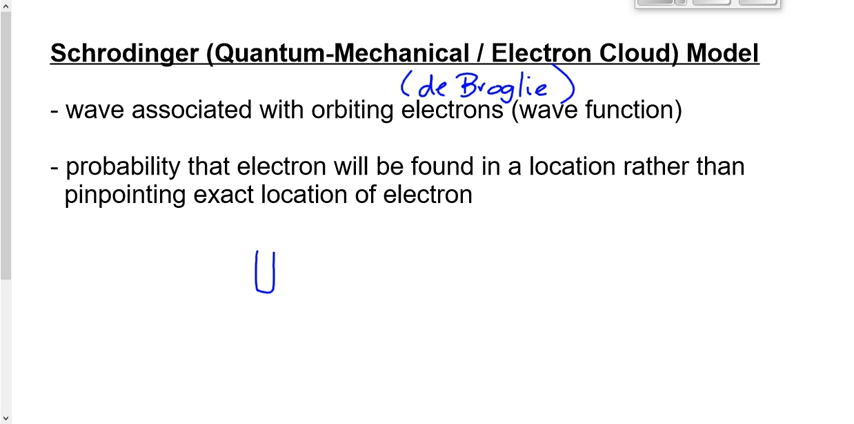 Schrodinger (Quantum-Mechanical / Electron Cloud) Model
(de Broglie)
- wave associated with orbiting electrons (wave function)
- probability that electron will be found in a location rather than
pinpointing exact location of electron
U